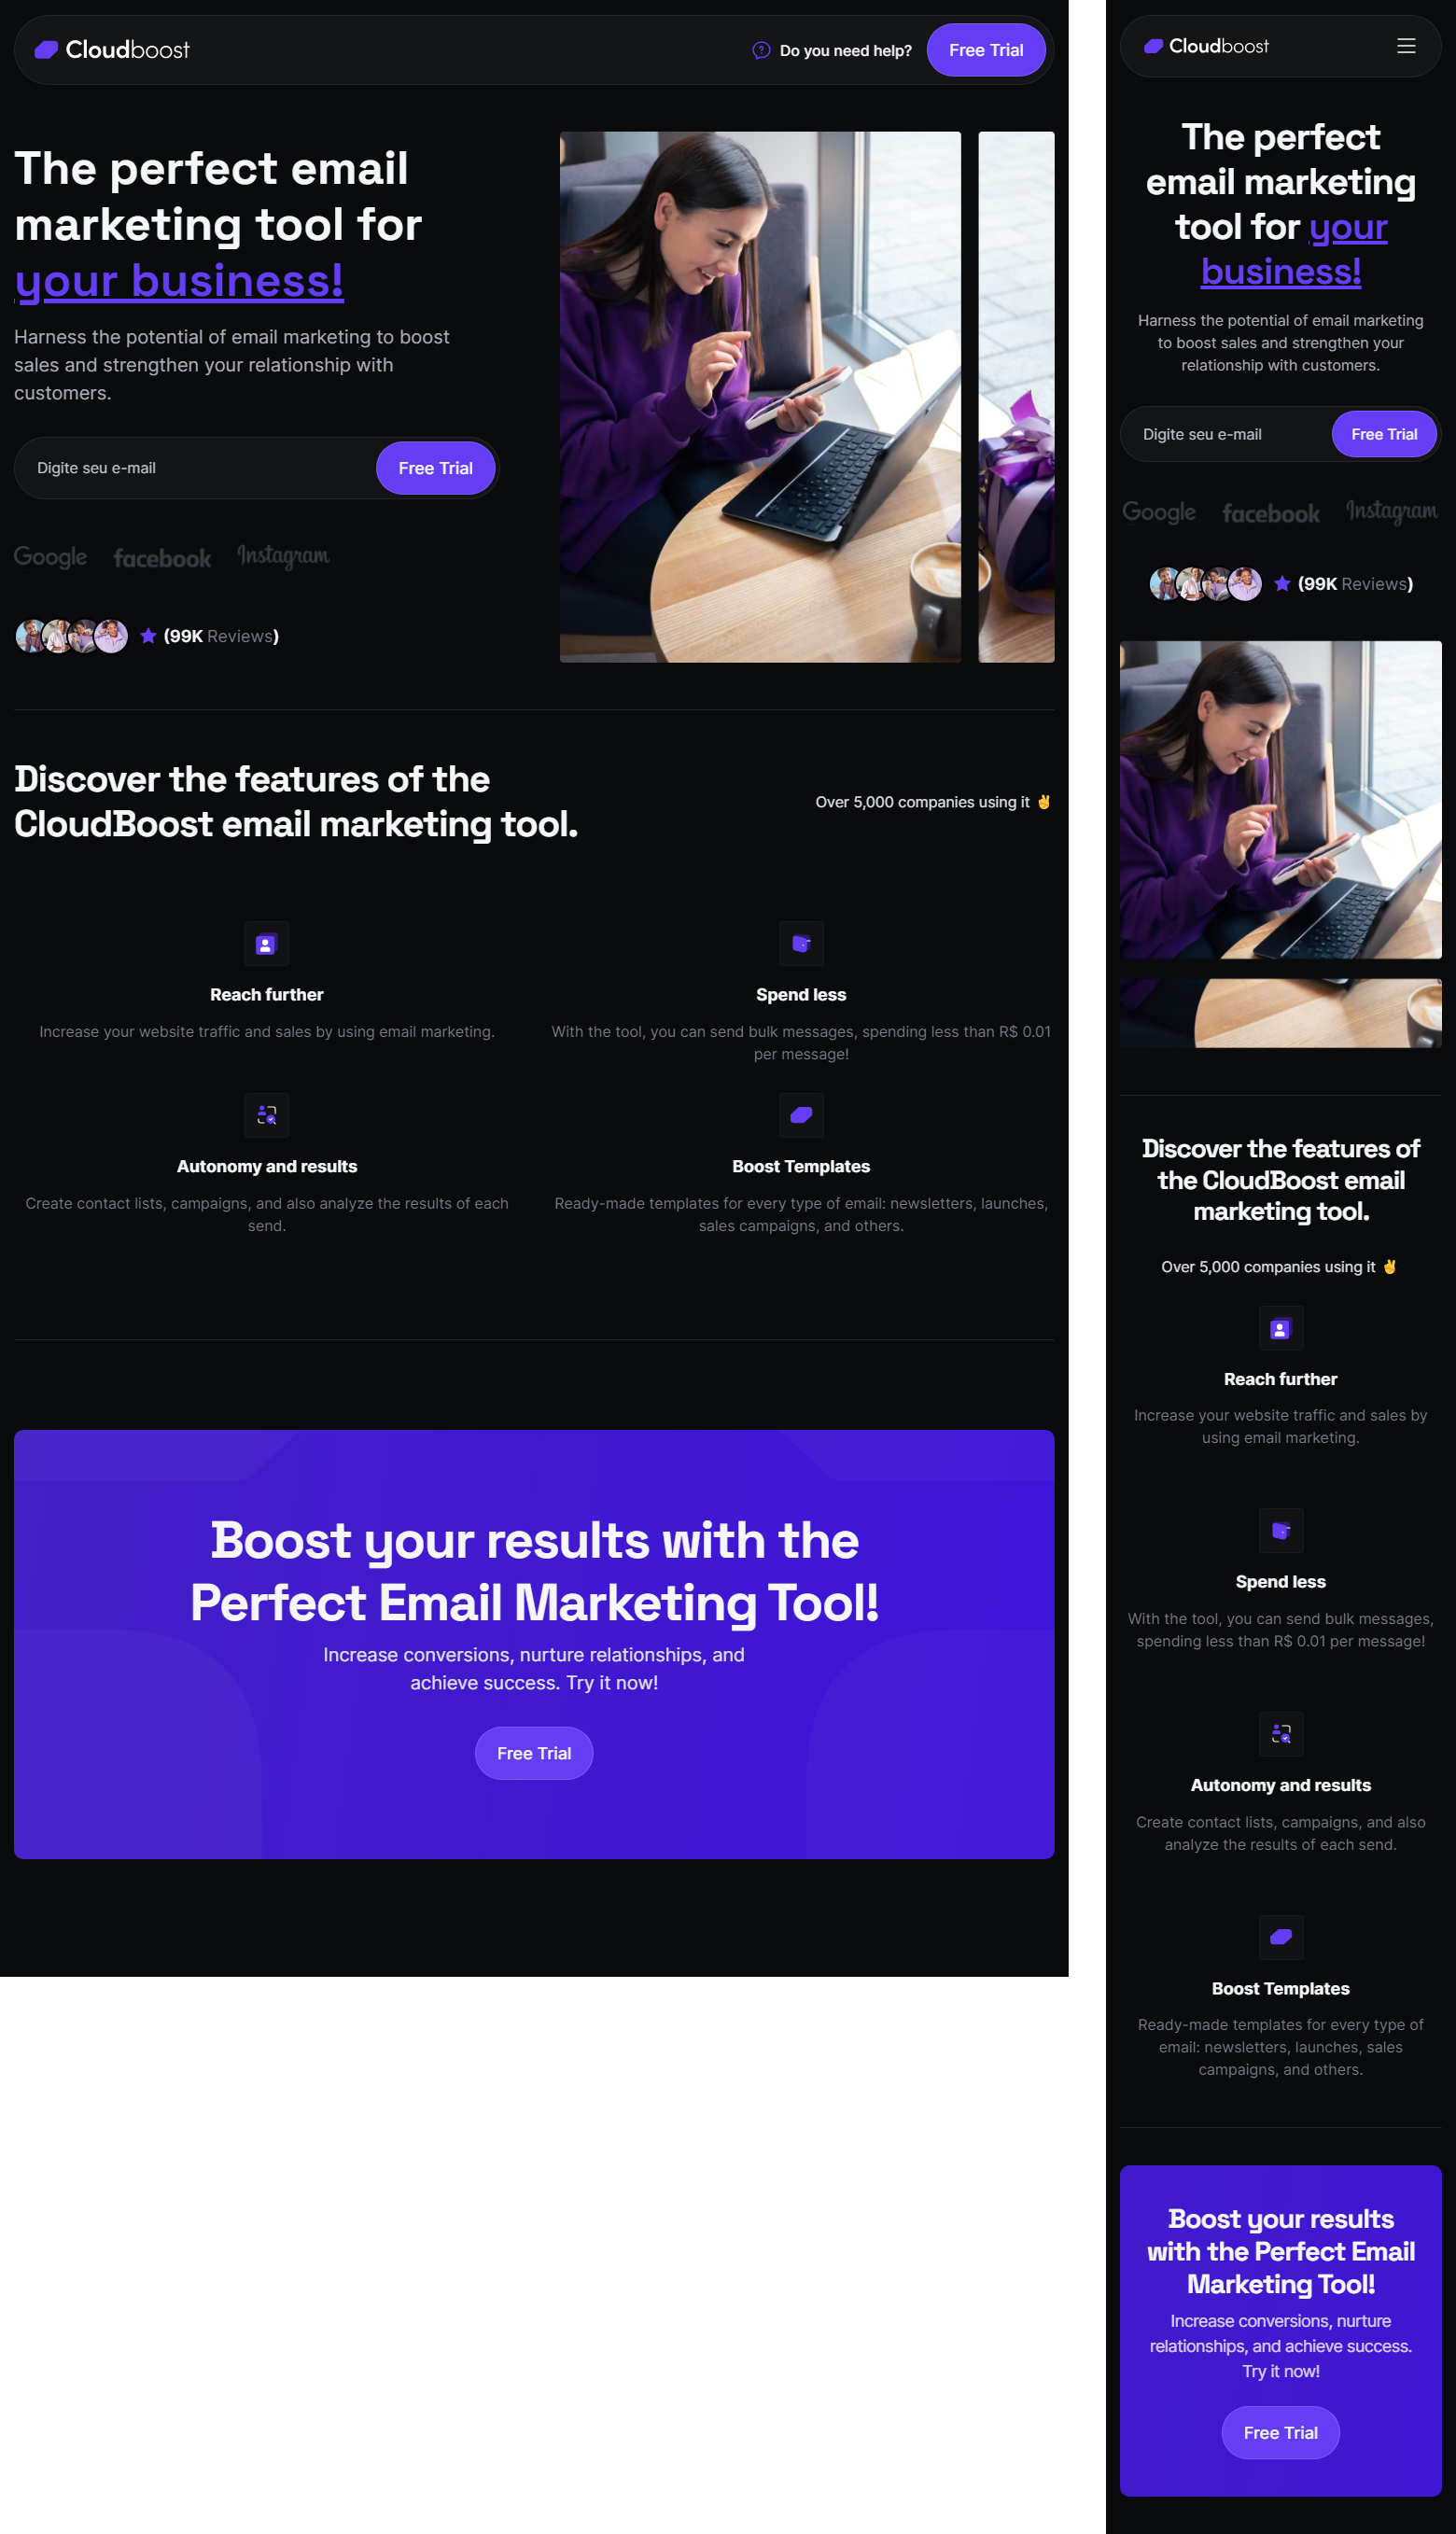 Cloudboost
Do you need help?
Free Trial
The perfect email
marketing tool for
your business!
Harness the potential of email marketing to boost
sales and strengthen your relationship with
customers.
Digite seu e-mail
Free Trial
Google facebook Instagram
(99K Reviews)
Discover the features of the
CloudBoost email marketing tool.
Over 5,000 companies using it ✌️
Reach further
Increase your website traffic and sales by using email marketing.
Spend less
With the tool, you can send bulk messages, spending less than R$ 0.01
per message!
Autonomy and results
Create contact lists, campaigns, and also analyze the results of each
send.
Boost Templates
Ready-made templates for every type of email: newsletters, launches,
sales campaigns, and others.
Boost your results with the
Perfect Email Marketing Tool!
Increase conversions, nurture relationships, and
achieve success. Try it now!
Free Trial
Cloudboost
The perfect
email marketing
tool for your
business!
Harness the potential of email marketing
to boost sales and strengthen your
relationship with customers.
Digite seu e-mail
Free Trial
Google facebook Instagram
(99K Reviews)
Discover the features of
the CloudBoost email
marketing tool.
Over 5,000 companies using it ✌️
Reach further
Increase your website traffic and sales by
using email marketing.
Spend less
With the tool, you can send bulk messages,
spending less than R$ 0.01 per message!
Autonomy and results
Create contact lists, campaigns, and also
analyze the results of each send.
Boost Templates
Ready-made templates for every type of
email: newsletters, launches, sales
campaigns, and others.
Boost your results
with the Perfect Email
Marketing Tool!
Increase conversions, nurture
relationships, and achieve success.
Try it now!
Free Trial